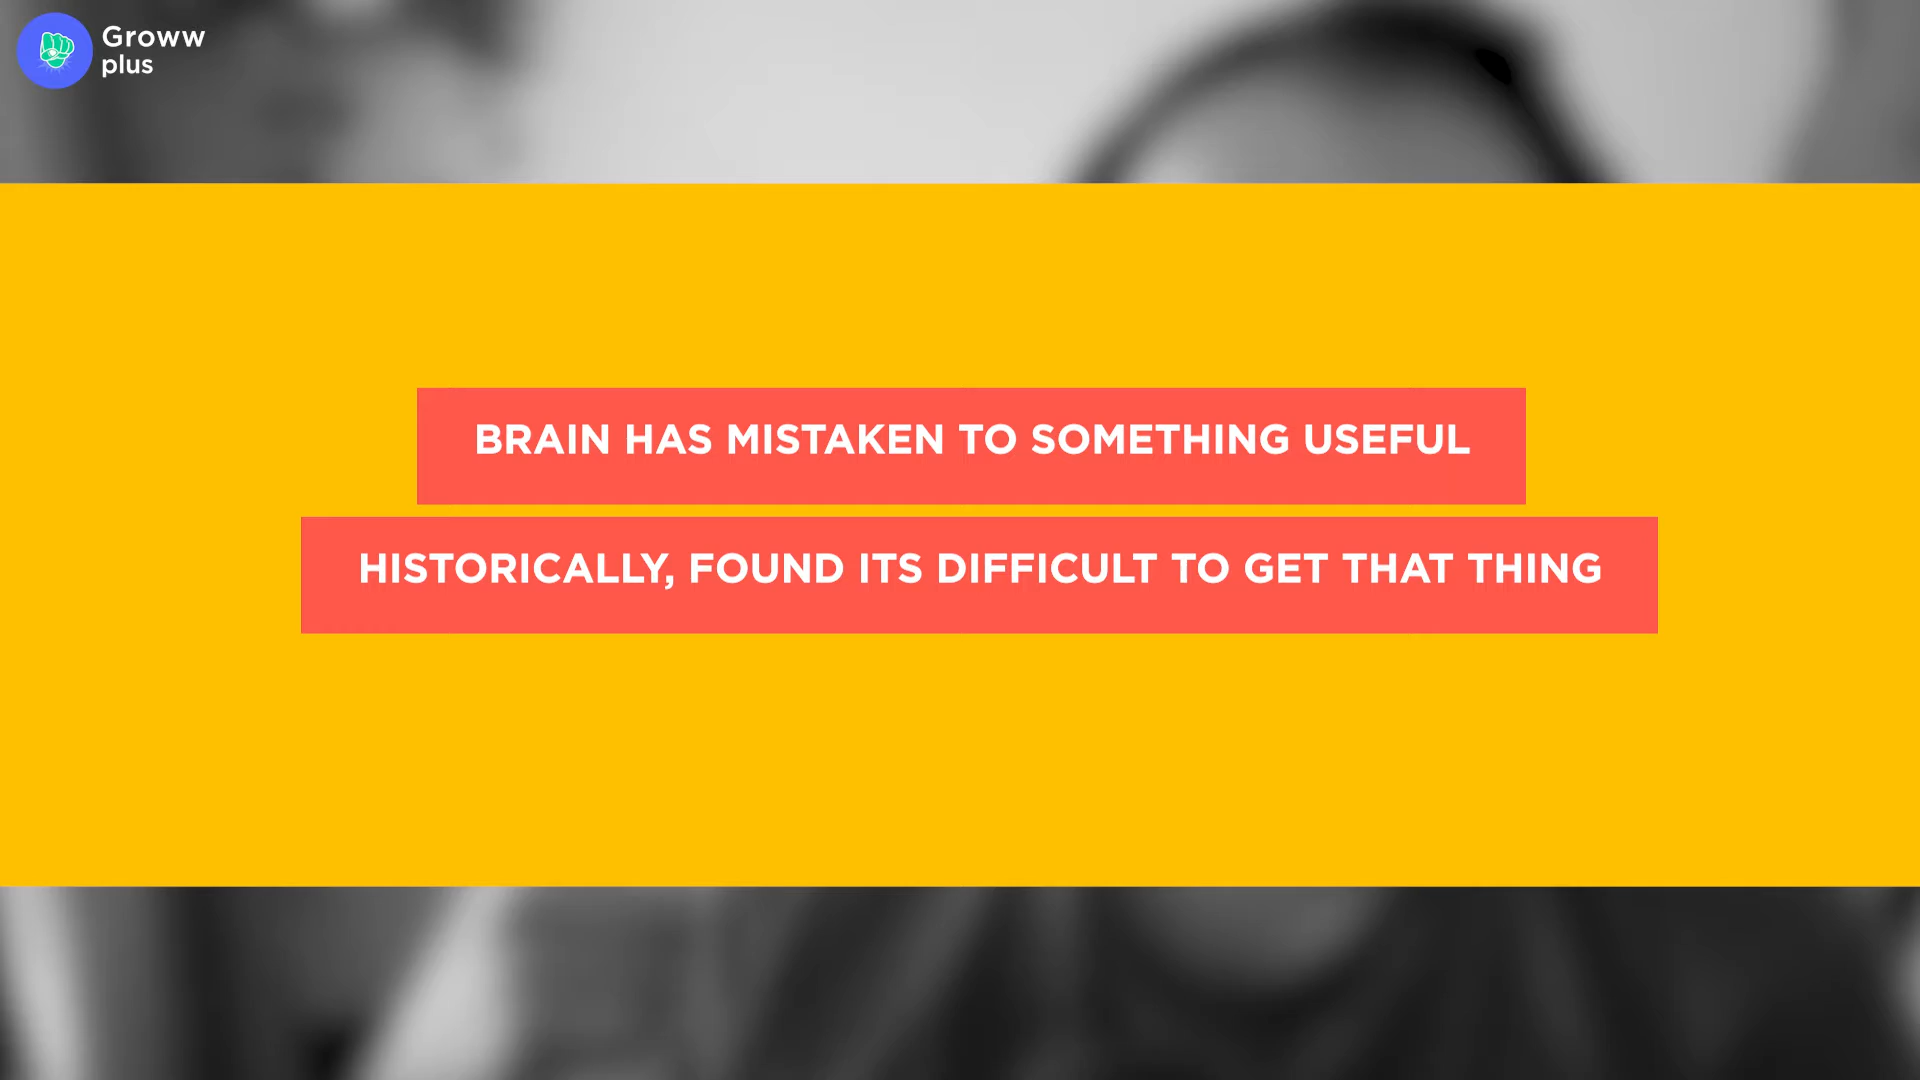 Groww
plus
BRAIN HAS MISTAKEN TO SOMETHING USEFUL
HISTORICALLY, FOUND ITS DIFFICULT TO GET THAT THING